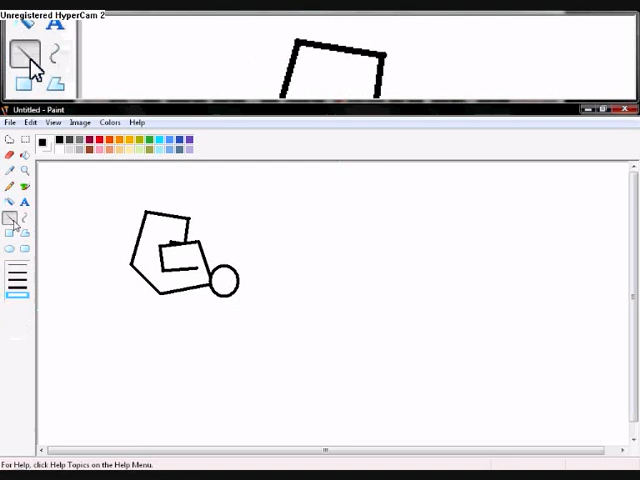 Unregistered HyperCam 2
A
Untitled - Paint
File Edit View Image Colors Help
A
For Help, click Help Topics on the Help Menu.